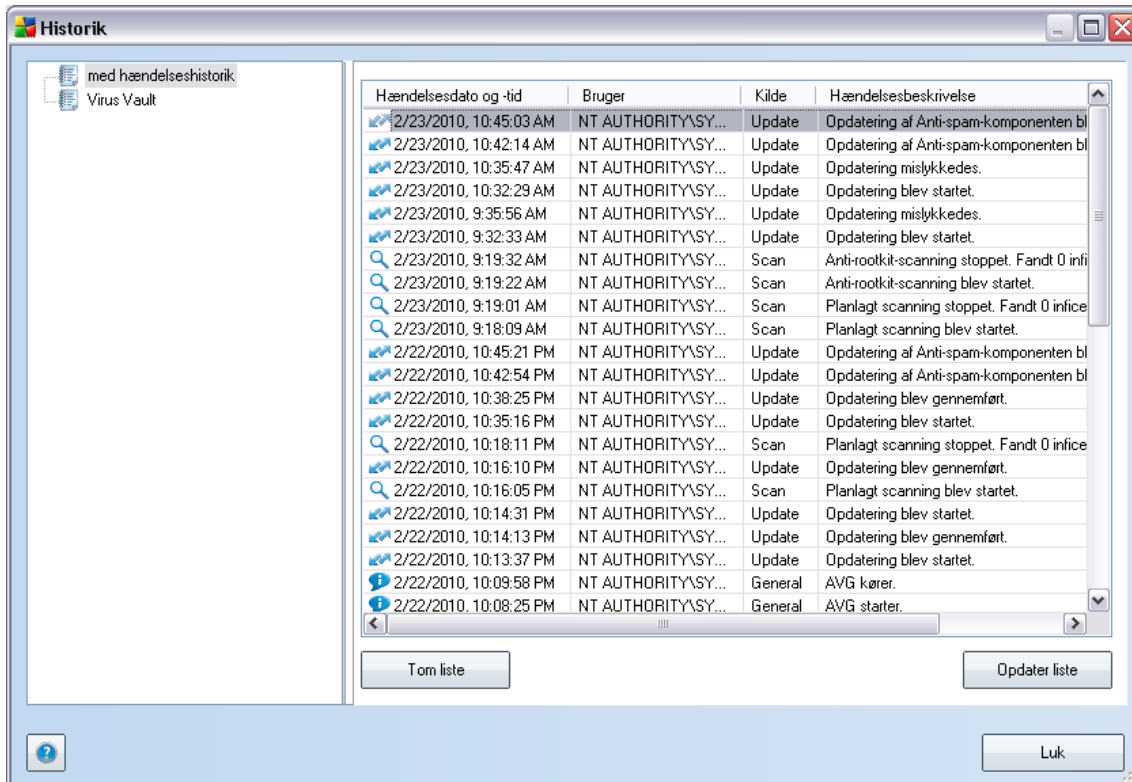 Historik
med hændelseshistorik
Virus Vault
Hændelsesdato og -tid Bruger Kilde Hændelsesbeskrivelse
2/23/2010, 10:45:03 AM NT AUTHORITY\SY... Update Opdatering af Anti-spam-komponenten bl
2/23/2010, 10:42:14 AM NT AUTHORITY\SY... Update Opdatering af Anti-spam-komponenten bl
2/23/2010, 10:35:47 AM NT AUTHORITY\SY... Update Opdatering mislykkedes.
2/23/2010, 10:32:29 AM NT AUTHORITY\SY... Update Opdatering blev startet.
2/23/2010, 9:35:56 AM NT AUTHORITY\SY... Update Opdatering mislykkedes.
2/23/2010, 9:32:33 AM NT AUTHORITY\SY... Update Opdatering blev startet.
2/23/2010, 9:19:32 AM NT AUTHORITY\SY... Scan Anti-rootkit-scanning stoppet. Fandt 0 infi
2/23/2010, 9:19:22 AM NT AUTHORITY\SY... Scan Anti-rootkit-scanning blev startet.
2/23/2010, 9:19:01 AM NT AUTHORITY\SY... Scan Planlagt scanning stoppet. Fandt 0 infice
2/23/2010, 9:18:09 AM NT AUTHORITY\SY... Scan Planlagt scanning blev startet.
2/22/2010, 10:45:21 PM NT AUTHORITY\SY... Update Opdatering af Anti-spam-komponenten bl
2/22/2010, 10:42:54 PM NT AUTHORITY\SY... Update Opdatering af Anti-spam-komponenten bl
2/22/2010, 10:38:25 PM NT AUTHORITY\SY... Update Opdatering blev gennemført.
2/22/2010, 10:35:16 PM NT AUTHORITY\SY... Update Opdatering blev startet.
2/22/2010, 10:18:11 PM NT AUTHORITY\SY... Scan Planlagt scanning stoppet. Fandt 0 infice
2/22/2010, 10:16:10 PM NT AUTHORITY\SY... Update Opdatering blev gennemført.
2/22/2010, 10:16:05 PM NT AUTHORITY\SY... Scan Planlagt scanning blev startet.
2/22/2010, 10:14:31 PM NT AUTHORITY\SY... Update Opdatering blev startet.
2/22/2010, 10:14:13 PM NT AUTHORITY\SY... Update Opdatering blev gennemført.
2/22/2010, 10:13:37 PM NT AUTHORITY\SY... Update Opdatering blev startet.
2/22/2010, 10:09:58 PM NT AUTHORITY\SY... General AVG kører.
2/22/2010, 10:08:25 PM NT AUTHORITY\SY... General AVG starter.
Tom liste Opdater liste
Luk